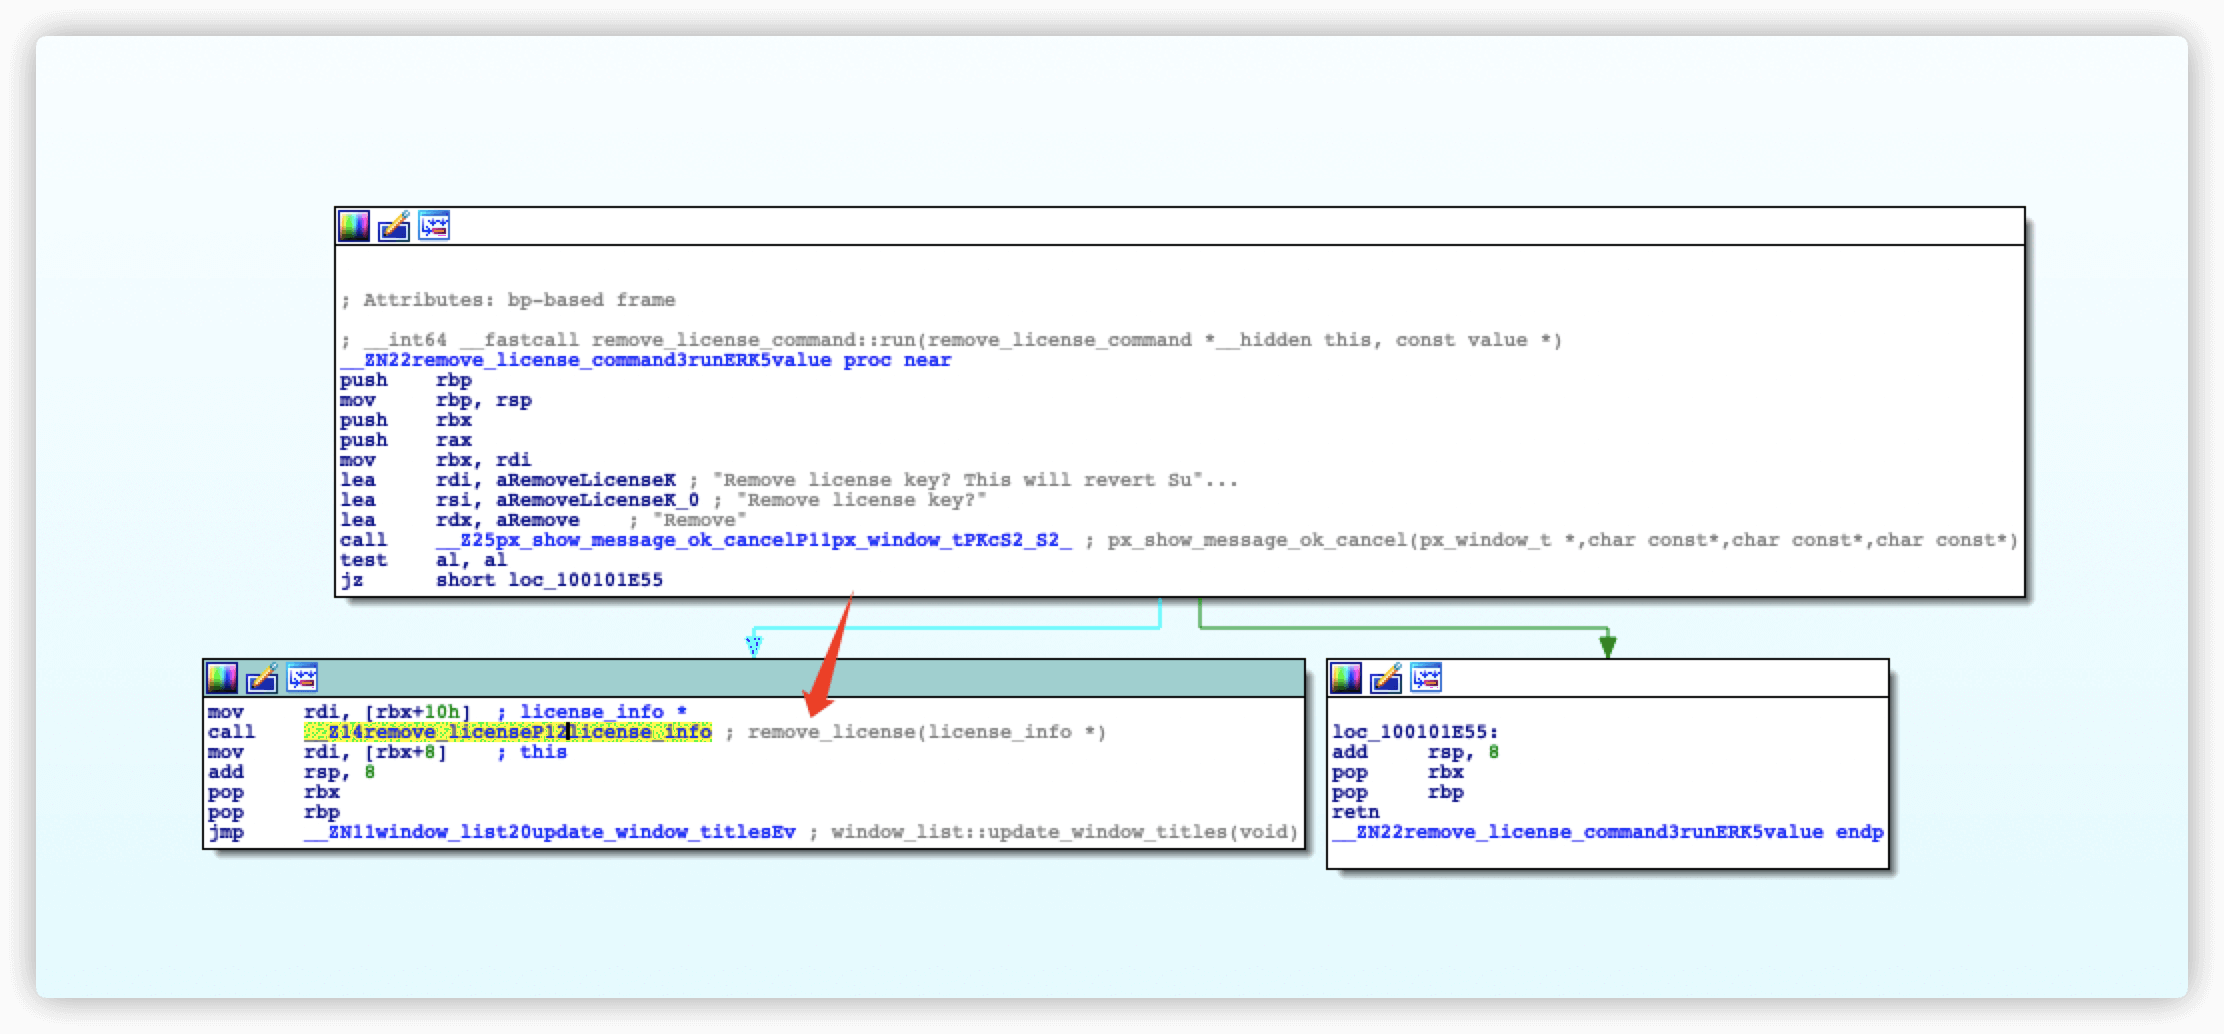 ; Attributes: bp-based frame
; __int64 __fastcall remove_license_command::run(remove_license_command *__hidden this, const value *)
__ZN22remove_license_command3runERK5value proc near
push rbp
mov rbp, rsp
push rbx
push rax
mov rbx, rdi
lea rdi, aRemoveLicenseK ; "Remove license key? This will revert Su"...
lea rsi, aRemoveLicenseK_0 ; "Remove license key?"
lea rdx, aRemove ; "Remove"
call __Z25px_show_message_ok_cancelP11px_window_tPKcS2_S2_ ; px_show_message_ok_cancel(px_window_t *,char const*,char const*,char const*)
test al, al
jz short loc_100101E55
mov rdi, [rbx+10h] ; license_info *
call __Z14remove_licenseP12license_info ; remove_license(license_info *)
mov rdi, [rbx+8] ; this
add rsp, 8
pop rbx
pop rbp
jmp __ZN11window_list20update_window_titlesEv ; window_list::update_window_titles(void)
loc_100101E55:
add rsp, 8
pop rbx
pop rbp
retn
__ZN22remove_license_command3runERK5value endp